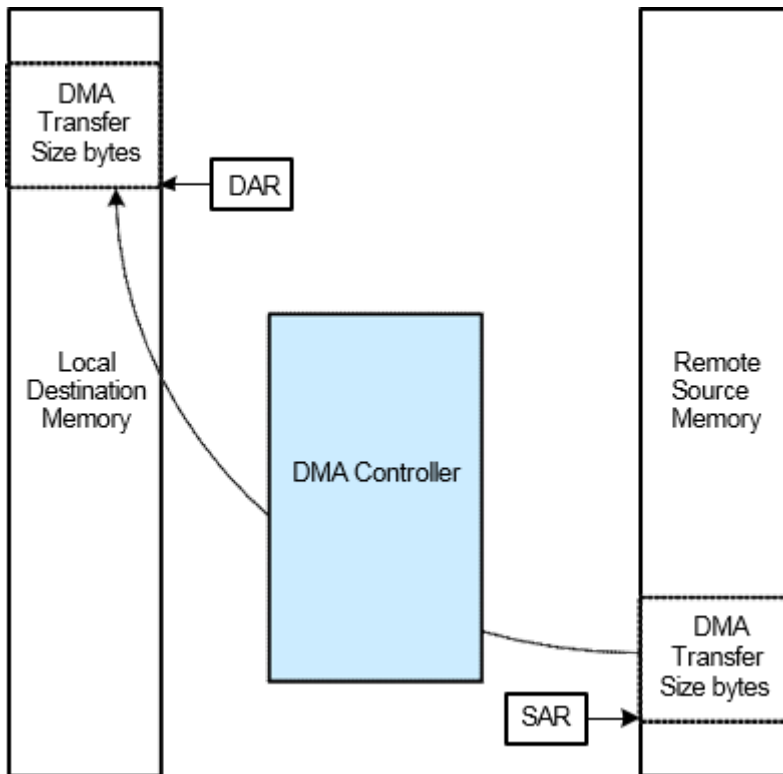 DMA
Transfer
Size bytes
DAR
Local
Destination
Memory
DMA Controller
Remote
Source
Memory
DMA
Transfer
Size bytes
SAR